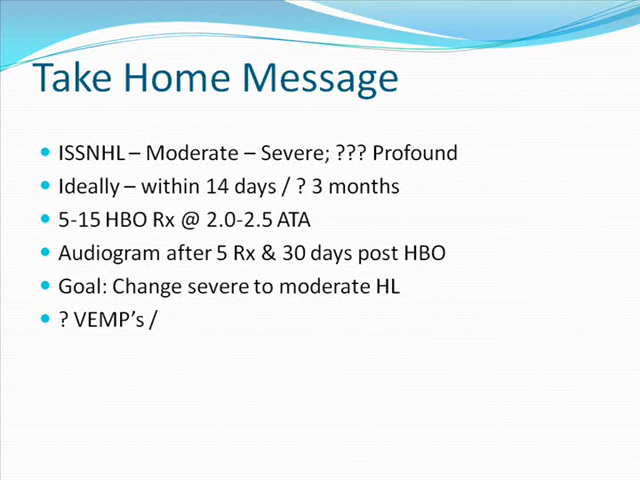 Take Home Message
• ISSNHL – Moderate – Severe; ??? Profound
• Ideally – within 14 days / ? 3 months
• 5-15 HBO Rx @ 2.0-2.5 ATA
• Audiogram after 5 Rx & 30 days post HBO
• Goal: Change severe to moderate HL
• ? VEMP’s /